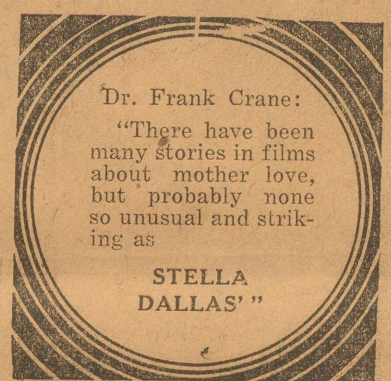 Dr. Frank Crane:
"There have been
many stories in films
about mother love,
but probably none
so unusual and strik-
ing as
STELLA
DALLAS' "